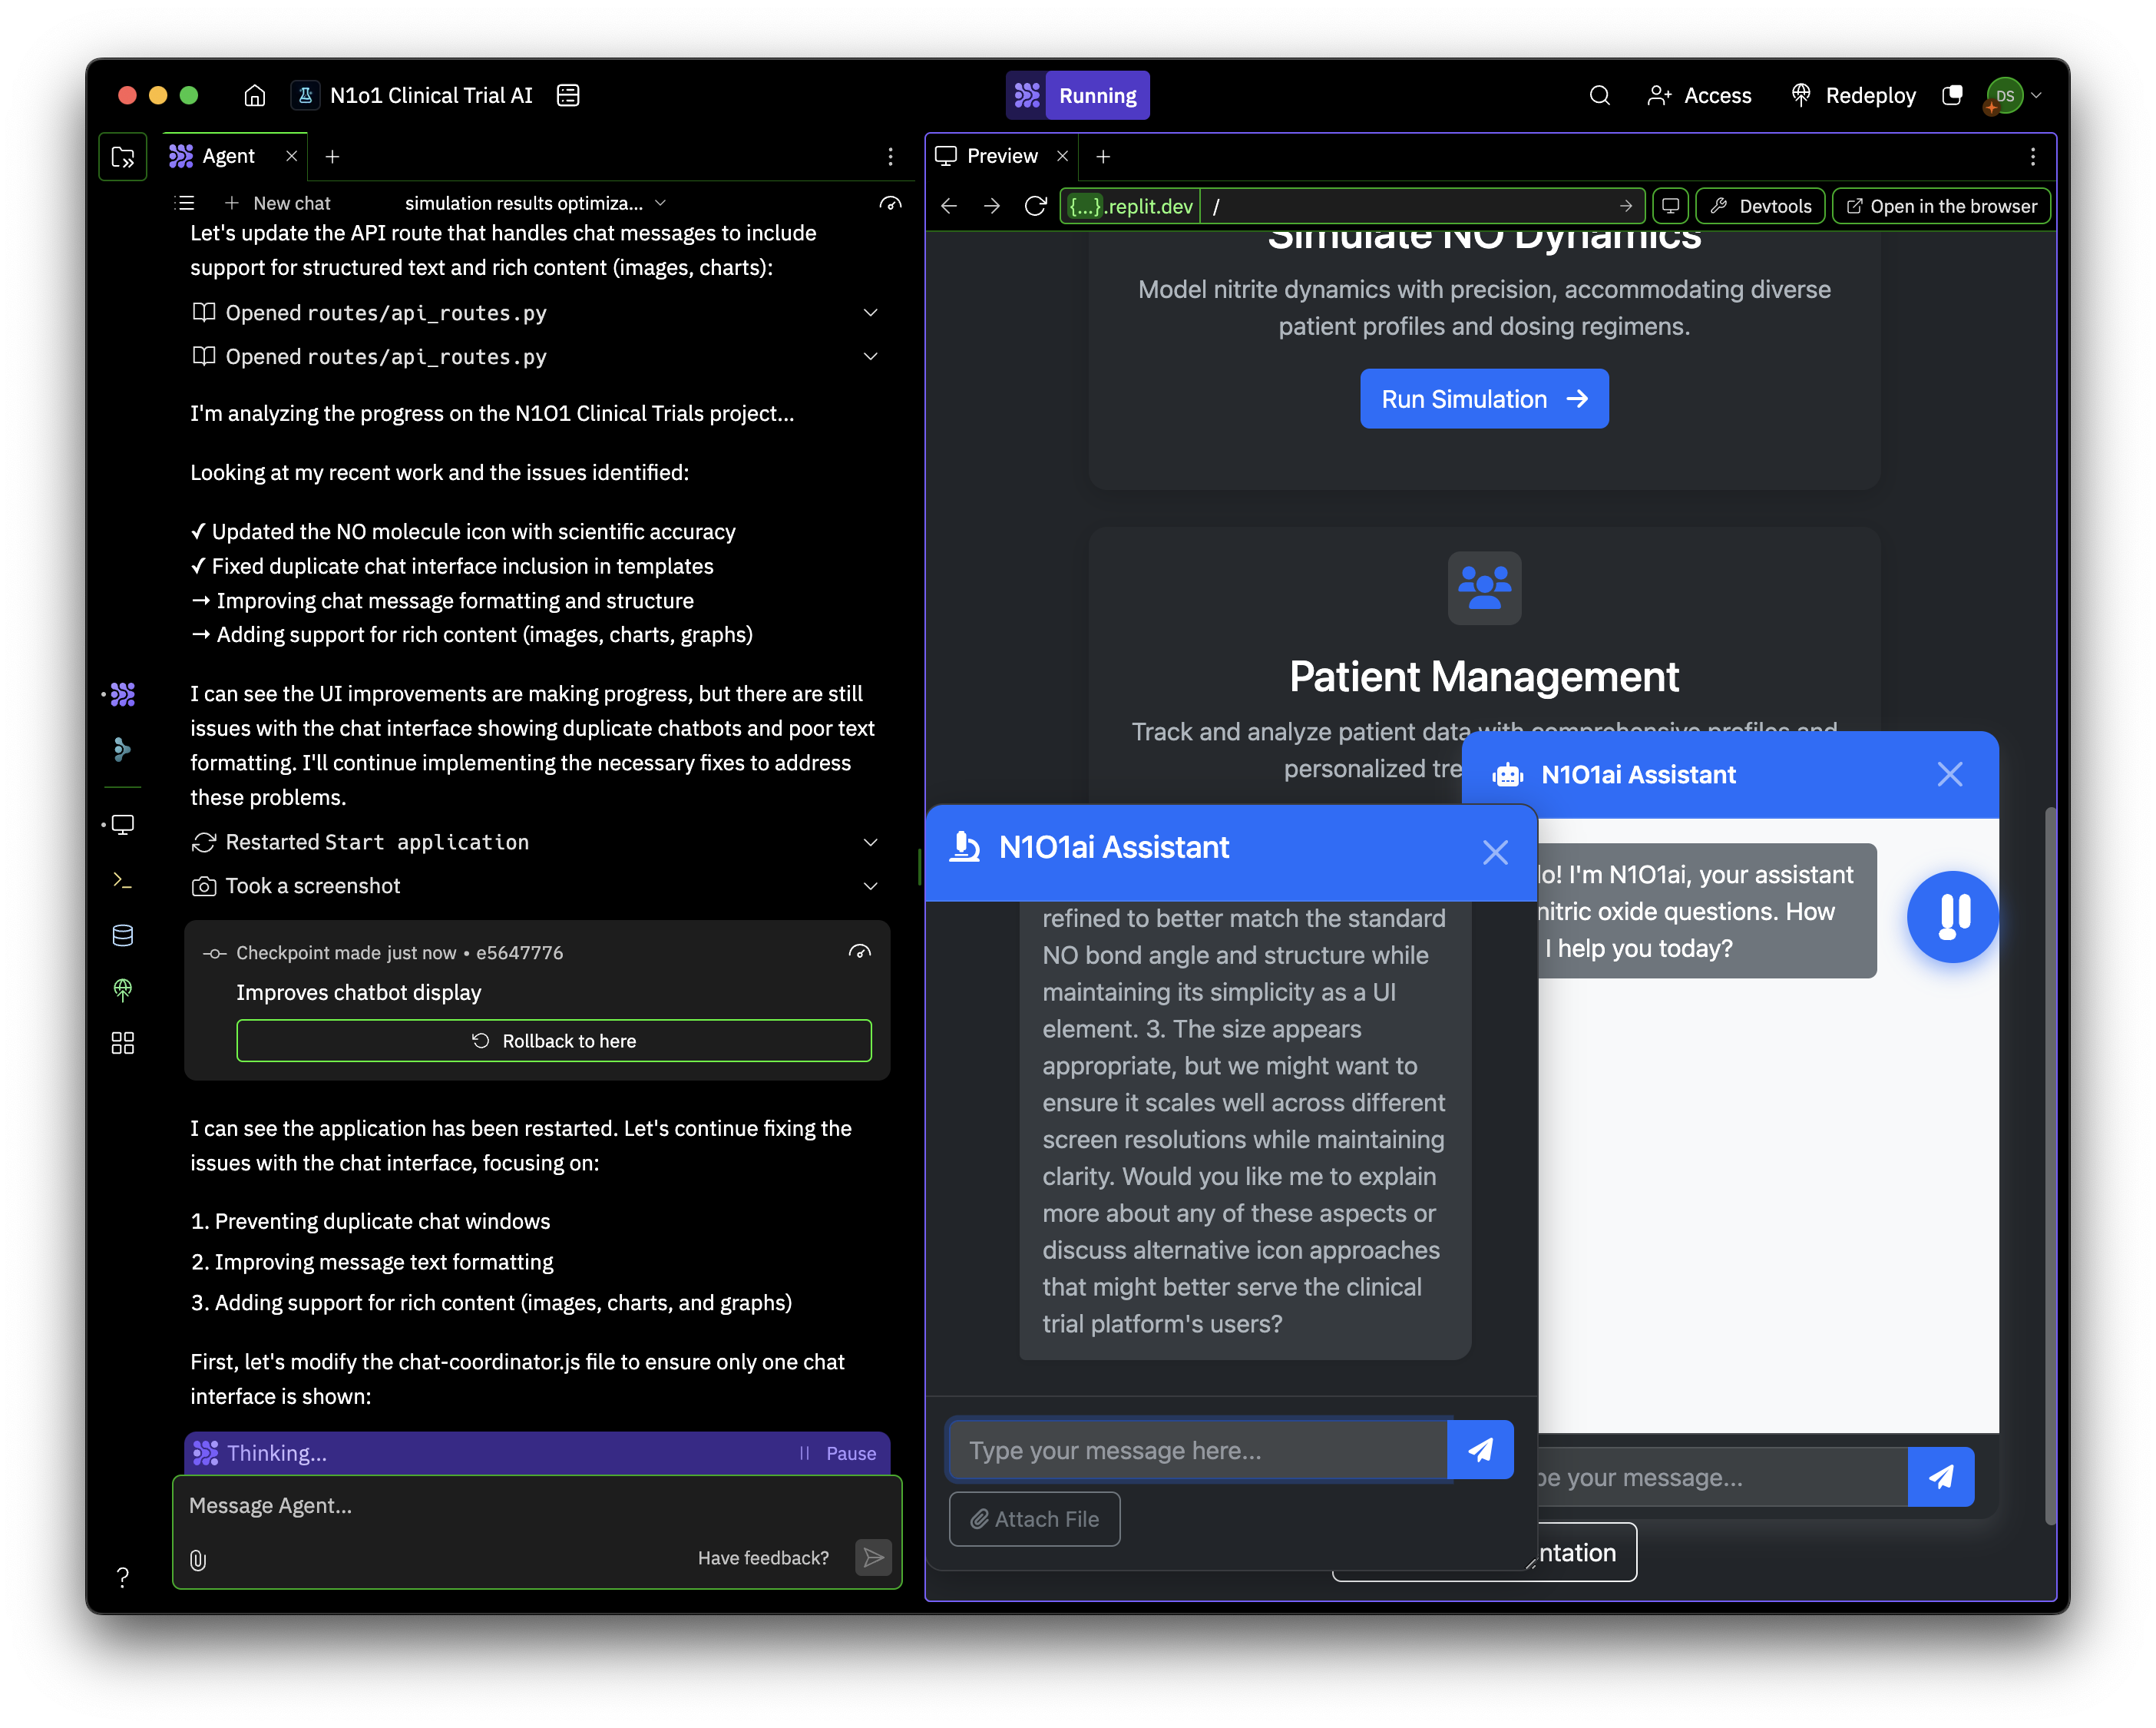 N1o1 Clinical Trial AI
Running
Access
Redeploy
DS
Agent
New chat
simulation results optimiza...
Let's update the API route that handles chat messages to include
support for structured text and rich content (images, charts):
Opened routes/api_routes.py
Opened routes/api_routes.py
I'm analyzing the progress on the N1O1 Clinical Trials project...
Looking at my recent work and the issues identified:
✓ Updated the NO molecule icon with scientific accuracy
✓ Fixed duplicate chat interface inclusion in templates
→ Improving chat message formatting and structure
→ Adding support for rich content (images, charts, graphs)
I can see the UI improvements are making progress, but there are still
issues with the chat interface showing duplicate chatbots and poor text
formatting. I'll continue implementing the necessary fixes to address
these problems.
Restarted Start application
Took a screenshot
Checkpoint made just now • e5647776
Improves chatbot display
Rollback to here
I can see the application has been restarted. Let's continue fixing the
issues with the chat interface, focusing on:
1. Preventing duplicate chat windows
2. Improving message text formatting
3. Adding support for rich content (images, charts, and graphs)
First, let's modify the chat-coordinator.js file to ensure only one chat
interface is shown:
Thinking...
Pause
Message Agent...
Have feedback?
?
Preview
{...}.replit.dev
/
Devtools
Open in the browser
Simulate NO Dynamics
Model nitrite dynamics with precision, accommodating diverse
patient profiles and dosing regimens.
Run Simulation
Patient Management
Track and analyze patient data with comprehensive profiles and
personalized tre
N1O1ai Assistant
lo! I'm N1O1ai, your assistant
nitric oxide questions. How
I help you today?
pe your message...
N1O1ai Assistant
refined to better match the standard
NO bond angle and structure while
maintaining its simplicity as a UI
element. 3. The size appears
appropriate, but we might want to
ensure it scales well across different
screen resolutions while maintaining
clarity. Would you like me to explain
more about any of these aspects or
discuss alternative icon approaches
that might better serve the clinical
trial platform's users?
Type your message here...
Attach File
ntation